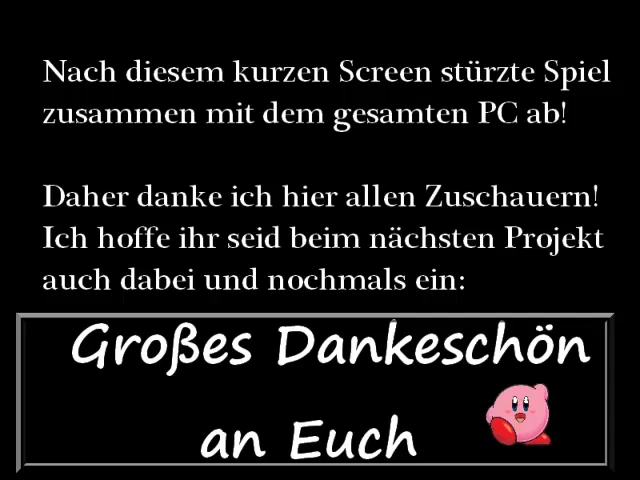 Nach diesem kurzen Screen stürzte Spiel
zusammen mit dem gesamten PC ab!
Daher danke ich hier allen Zuschauern!
Ich hoffe ihr seid beim nächsten Projekt
auch dabei und nochmals ein:
Großes Dankeschön
an Euch